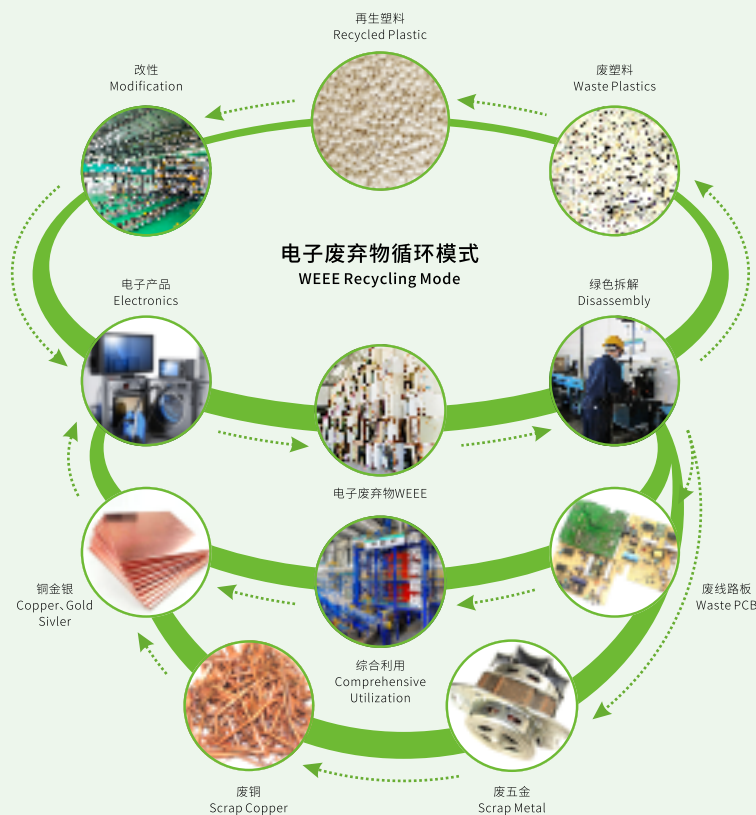 再生塑料
Recycled Plastic
改性
Modification
废塑料
Waste Plastics
电子废弃物循环模式
WEEE Recycling Mode
电子产品
Electronics
绿色拆解
Disassembly
电子废弃物WEEE
铜金银
Copper、Gold
Sivler
废线路板
Waste PCB
综合利用
Comprehensive
Utilization
废铜
Scrap Copper
废五金
Scrap Metal